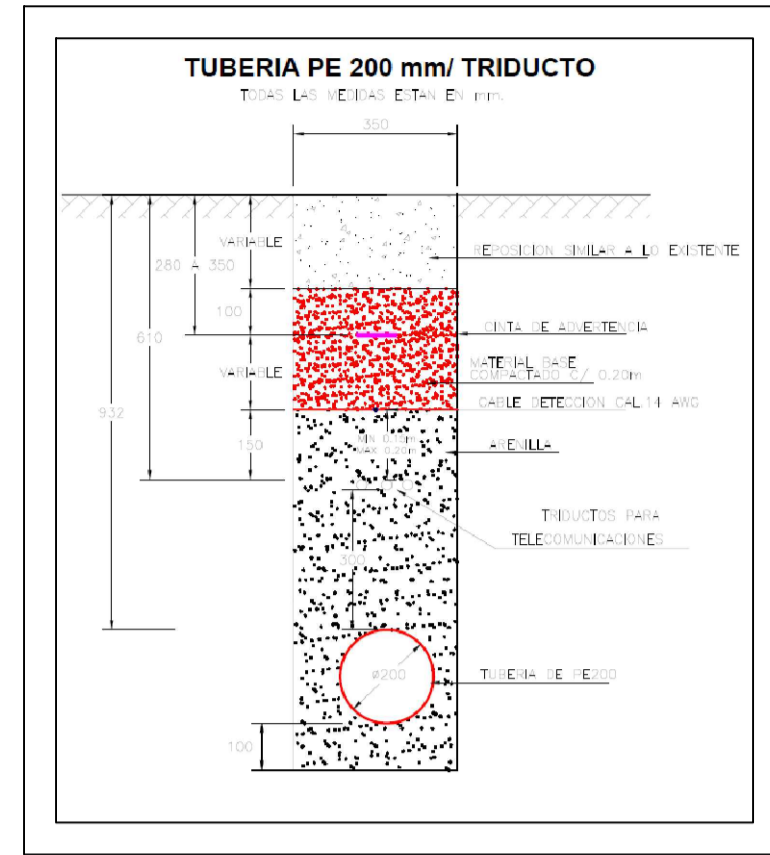 TUBERIA PE 200 mm/ TRIDUCTO
TODAS LAS MEDIDAS ESTAN EN mm.
350
VARIABLE
REPOSICION SIMILAR A LO EXISTENTE
280 A 350
100
CINTA DE ADVERTENCIA
610
MATERIAL BASE
COMPACTADO C/ 0.20m
VARIABLE
CABLE DETECCION CAL.14 AWG
932
150
MIN 0.15m
MAX 0.20m
ARENILLA
TRIDUCTOS PARA
TELECOMUNICACIONES
300
Ø200
TUBERIA DE PE200
100